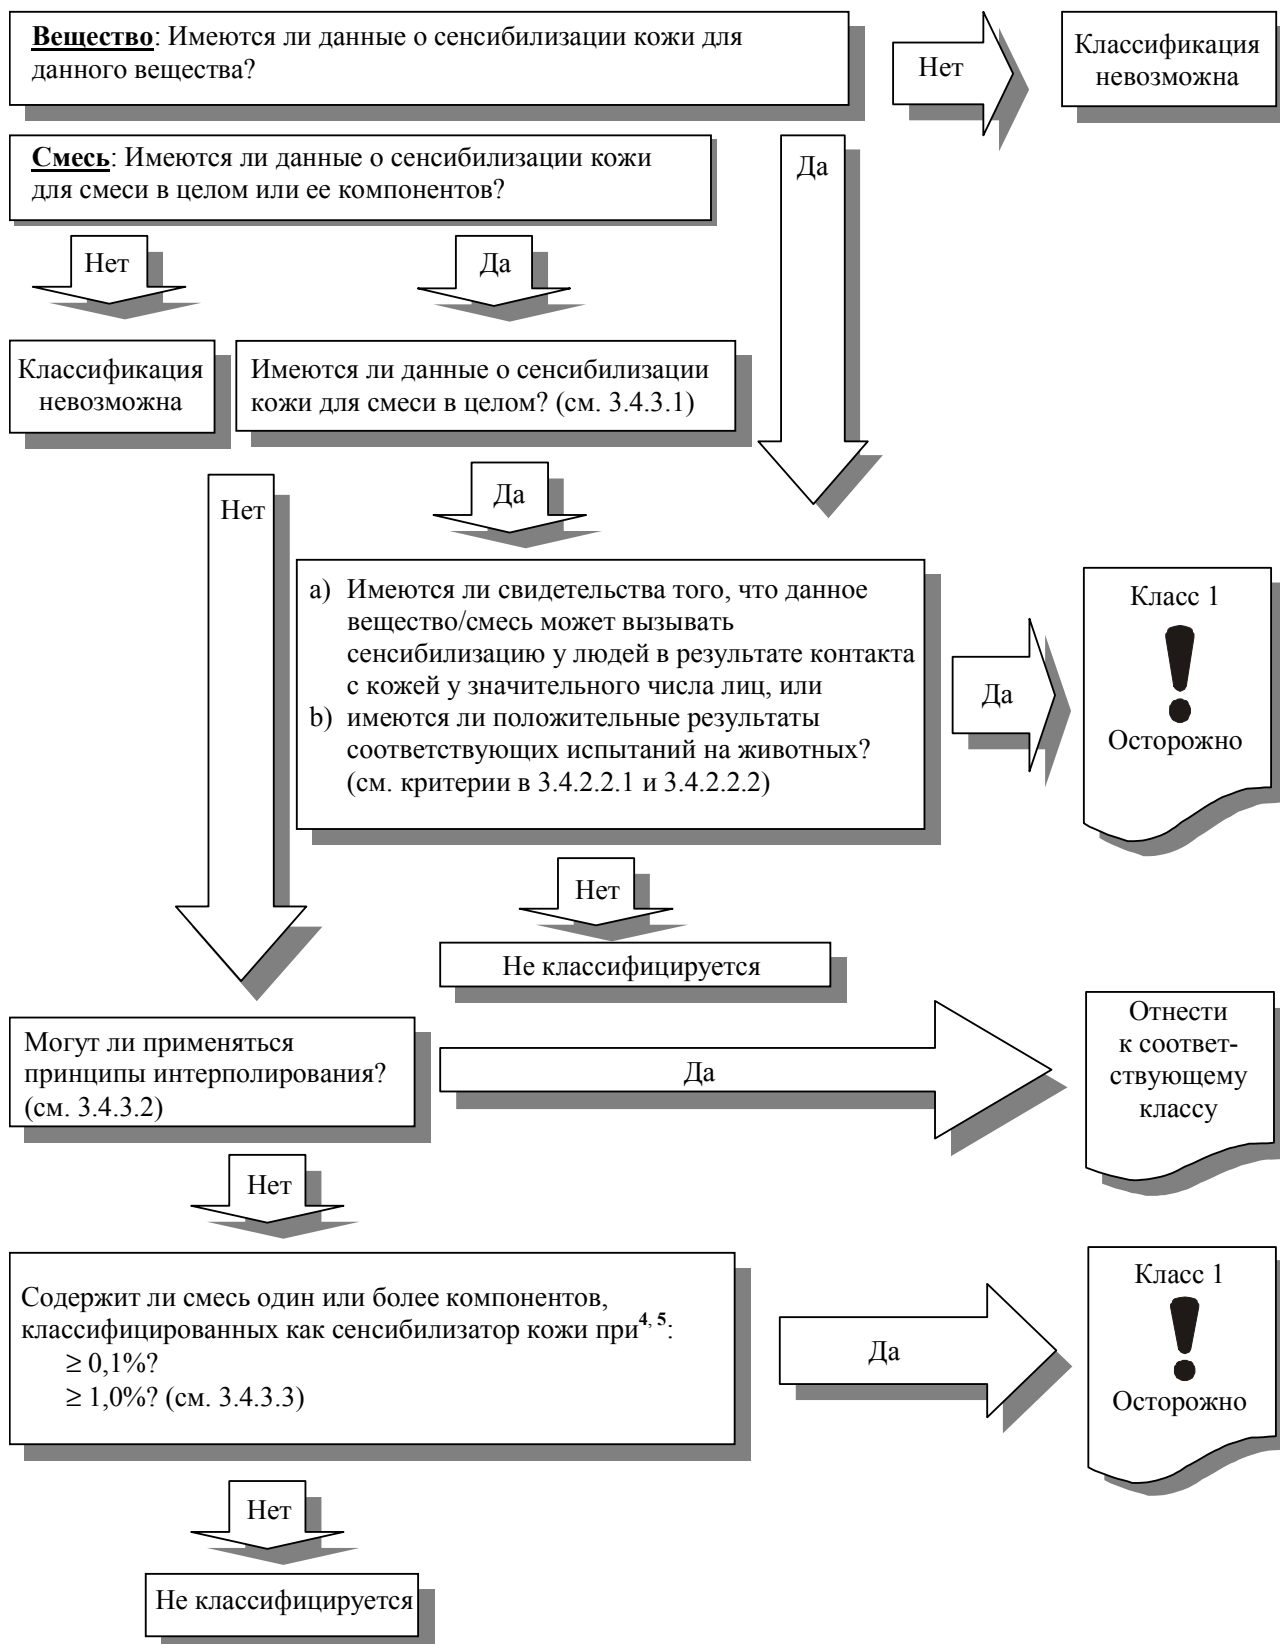 Вещество: Имеются ли данные о сенсибилизации кожи для
данного вещества?
Нет
Классификация
невозможна
Смесь: Имеются ли данные о сенсибилизации кожи
для смеси в целом или ее компонентов?
Да
Нет
Да
Классификация
невозможна
Имеются ли данные о сенсибилизации
кожи для смеси в целом? (см. 3.4.3.1)
Нет
Да
a) Имеются ли свидетельства того, что данное
вещество/смесь может вызывать
сенсибилизацию у людей в результате контакта
с кожей у значительного числа лиц, или
b) имеются ли положительные результаты
соответствующих испытаний на животных?
(см. критерии в 3.4.2.2.1 и 3.4.2.2.2)
Да
Класс 1
Осторожно
Нет
Не классифицируется
Могут ли применяться
принципы интерполирования?
(см. 3.4.3.2)
Да
Отнести
к соответ-
ствующему
классу
Нет
Содержит ли смесь один или более компонентов,
классифицированных как сенсибилизатор кожи при4, 5:
≥ 0,1%?
≥ 1,0%? (см. 3.4.3.3)
Да
Класс 1
Осторожно
Нет
Не классифицируется